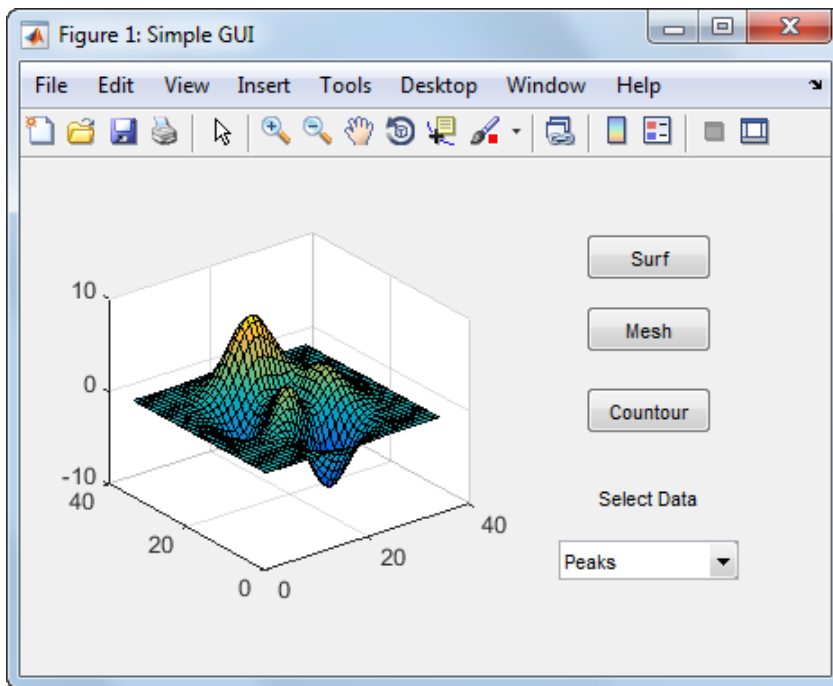 Figure 1: Simple GUI
File Edit View Insert Tools Desktop Window Help
Surf
10
Mesh
0
Countour
-10
40
Select Data
40
20
20
Peaks
0
0